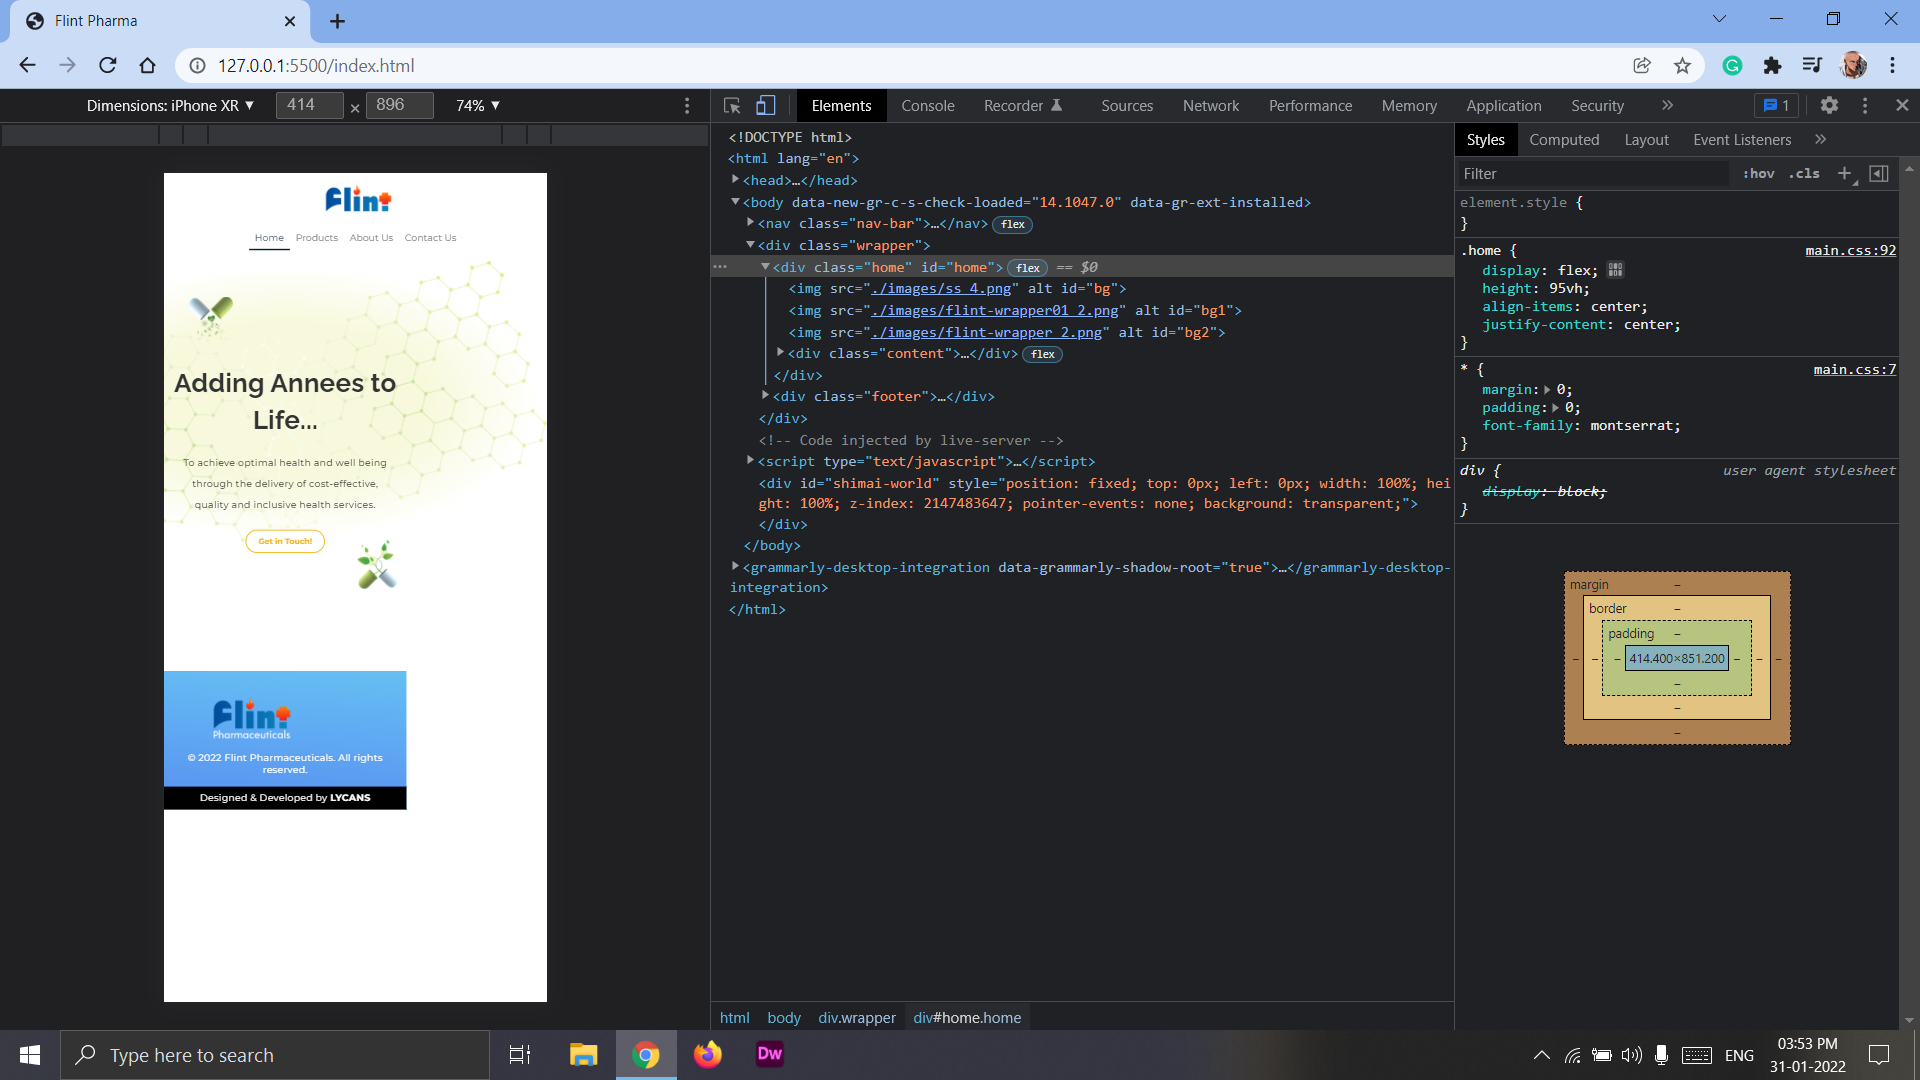 Flint Pharma
127.0.0.1:5500/index.html
Dimensions: iPhone XR ▼ 414 × 896 74% ▼
Elements Console Recorder Sources Network Performance Memory Application Security » 1
Flint
Home Products About Us Contact Us
Adding Annees to
Life...
To achieve optimal health and well being
through the delivery of cost-effective,
quality and inclusive health services.
Get in Touch!
Flint
Pharmaceuticals
© 2022 Flint Pharmaceuticals. All rights
reserved.
Designed & Developed by LYCANS
<!DOCTYPE html>
<html lang="en">
<head>…</head>
<body data-new-gr-c-s-check-loaded="14.1047.0" data-gr-ext-installed>
<nav class="nav-bar">…</nav> flex
<div class="wrapper">
<div class="home" id="home"> flex == $0
<img src="./images/ss_4.png" alt id="bg">
<img src="./images/flint-wrapper01_2.png" alt id="bg1">
<img src="./images/flint-wrapper_2.png" alt id="bg2">
<div class="content">…</div> flex
</div>
<div class="footer">…</div>
</div>
<!-- Code injected by live-server -->
<script type="text/javascript">…</script>
<div id="shimai-world" style="position: fixed; top: 0px; left: 0px; width: 100%; hei
ght: 100%; z-index: 2147483647; pointer-events: none; background: transparent;">
</div>
</body>
<grammarly-desktop-integration data-grammarly-shadow-root="true">…</grammarly-desktop-
integration>
</html>
html body div.wrapper div#home.home
Styles Computed Layout Event Listeners »
Filter :hov .cls +
element.style {
}
.home { main.css:92
display: flex;
height: 95vh;
align-items: center;
justify-content: center;
}
* { main.css:7
margin: 0;
padding: 0;
font-family: montserrat;
}
div { user agent stylesheet
display: block;
}
margin –
border –
padding –
– – – 414.400×851.200 – – –
–
–
–
Type here to search
Dw
ENG
03:53 PM
31-01-2022